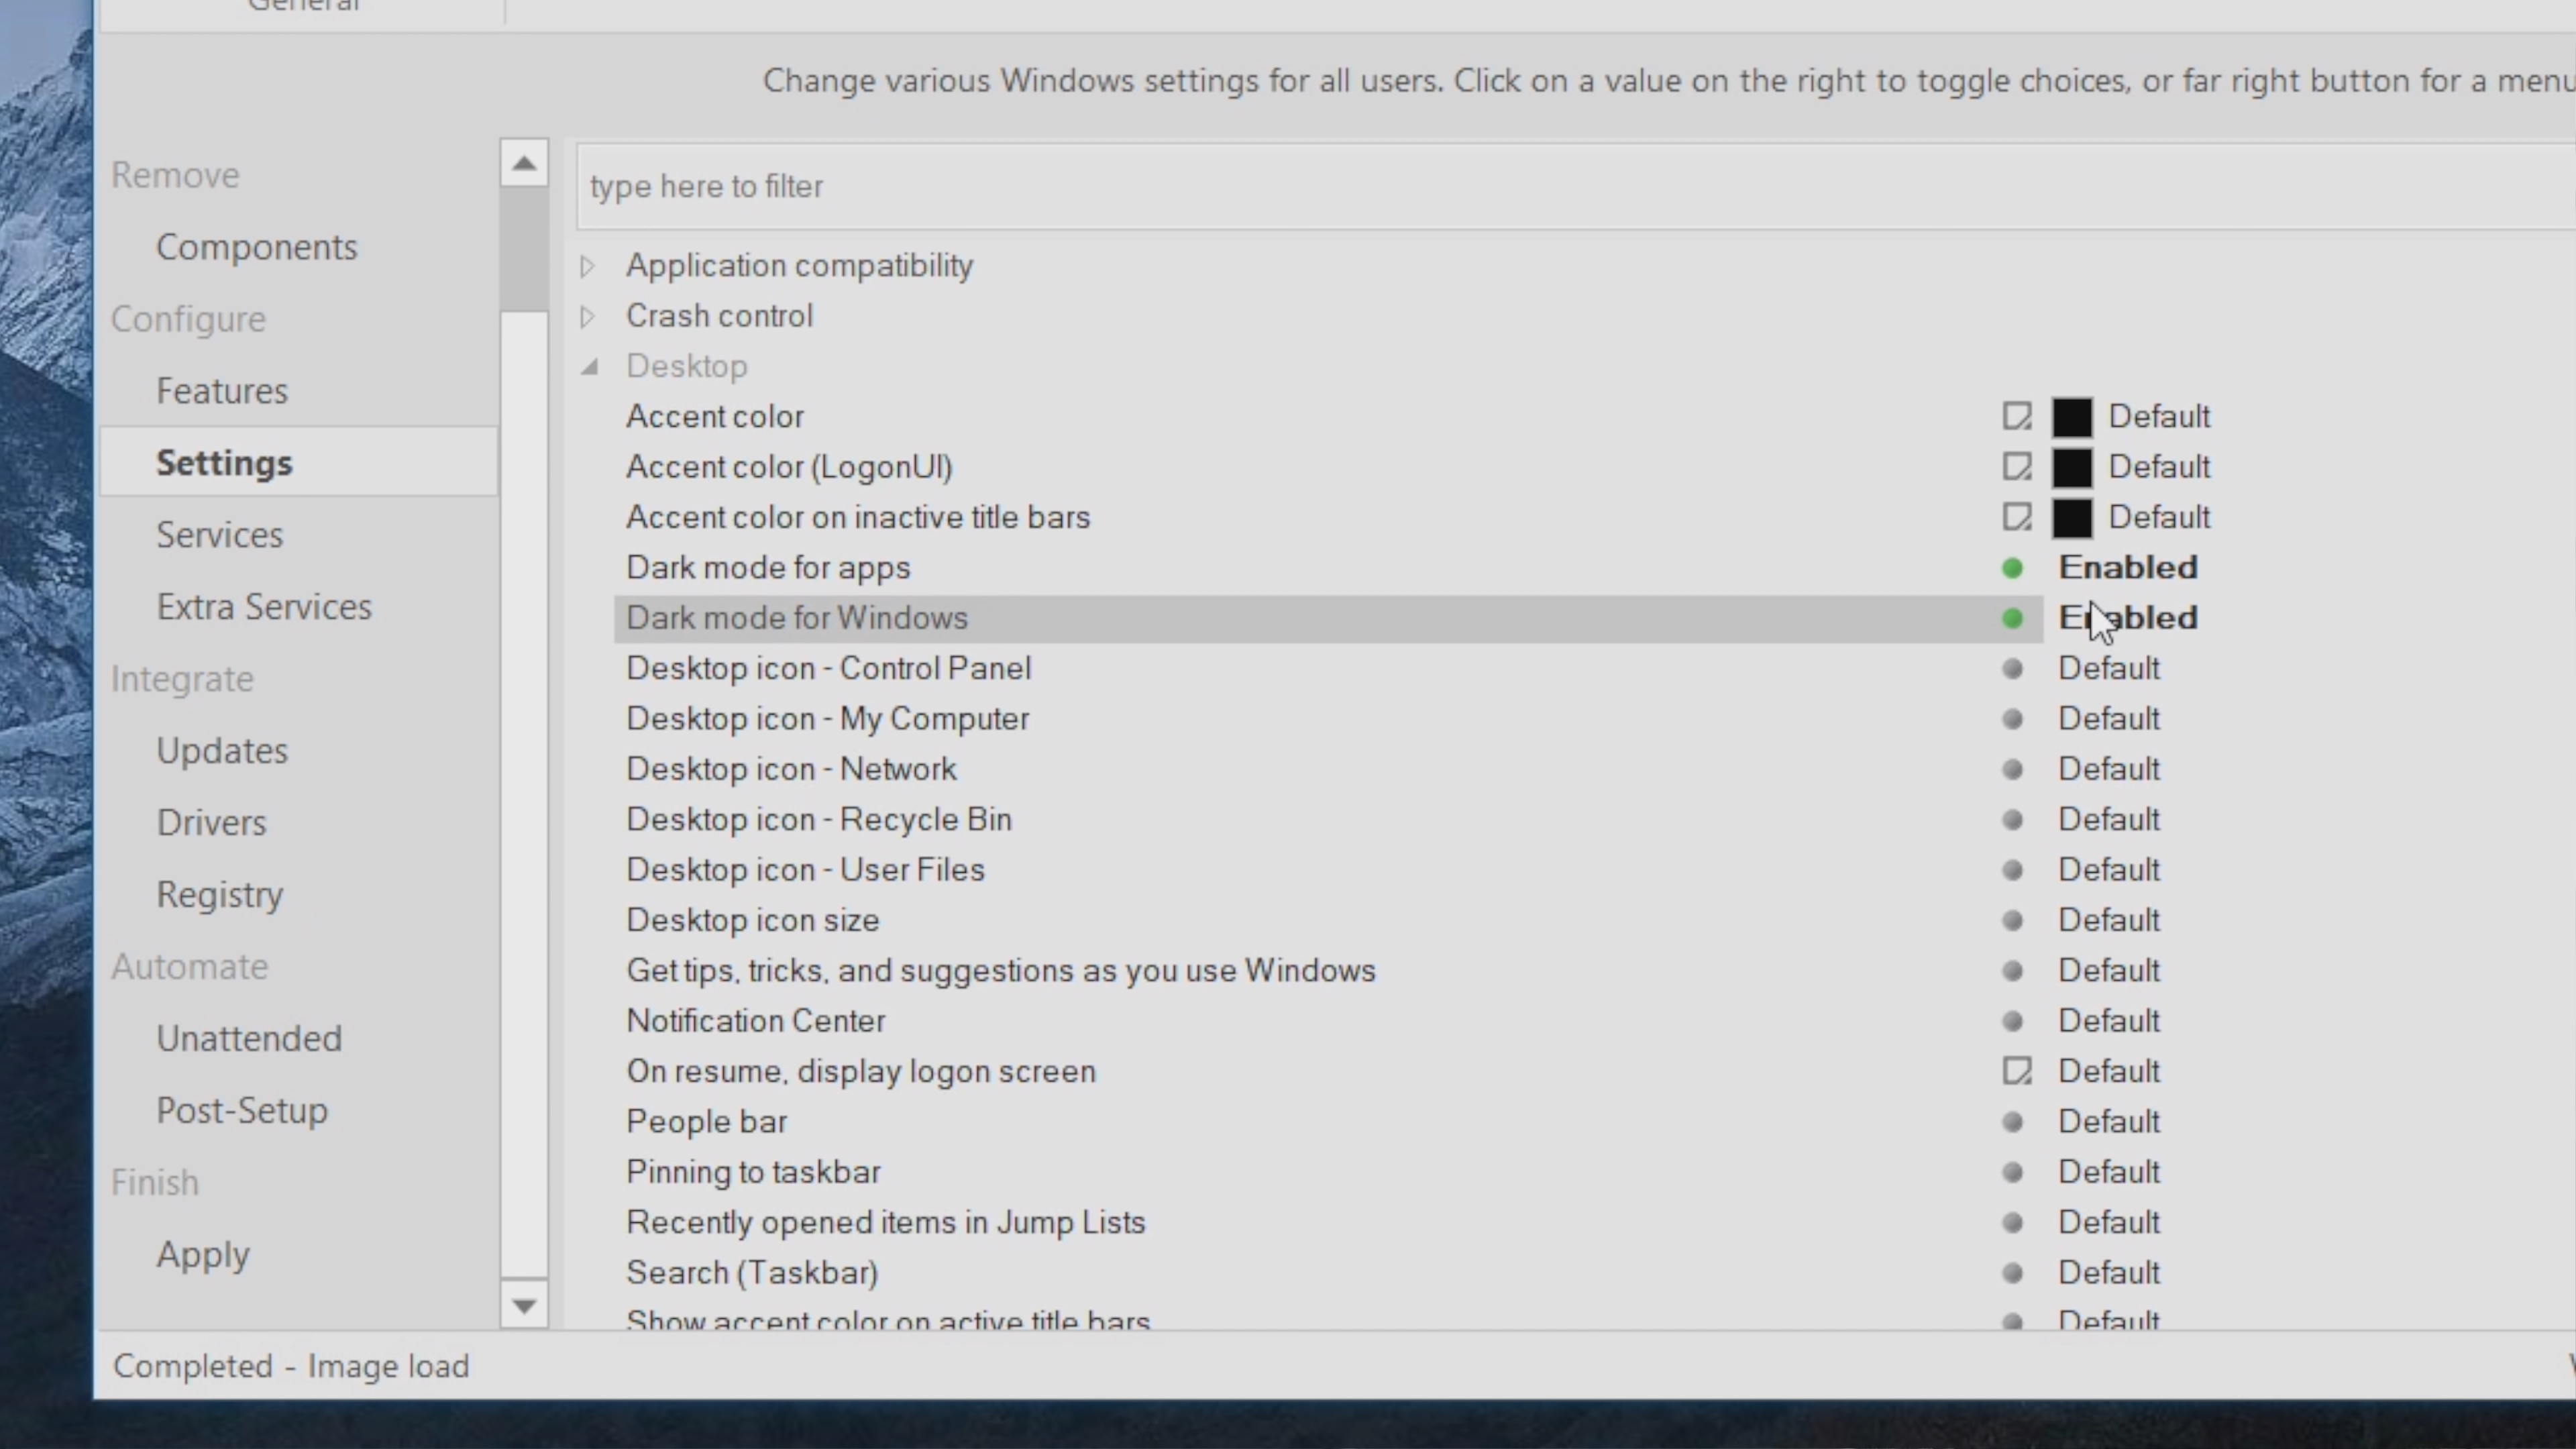 General
Change various Windows settings for all users. Click on a value on the right to toggle choices, or far right button for a menu
Remove
Components
Configure
Features
Settings
Services
Extra Services
Integrate
Updates
Drivers
Registry
Automate
Unattended
Post-Setup
Finish
Apply
type here to filter
Application compatibility
Crash control
Desktop
Accent color Default
Accent color (LogonUI) Default
Accent color on inactive title bars Default
Dark mode for apps Enabled
Dark mode for Windows Enabled
Desktop icon - Control Panel Default
Desktop icon - My Computer Default
Desktop icon - Network Default
Desktop icon - Recycle Bin Default
Desktop icon - User Files Default
Desktop icon size Default
Get tips, tricks, and suggestions as you use Windows Default
Notification Center Default
On resume, display logon screen Default
People bar Default
Pinning to taskbar Default
Recently opened items in Jump Lists Default
Search (Taskbar) Default
Show accent color on active title bars Default
Completed - Image load